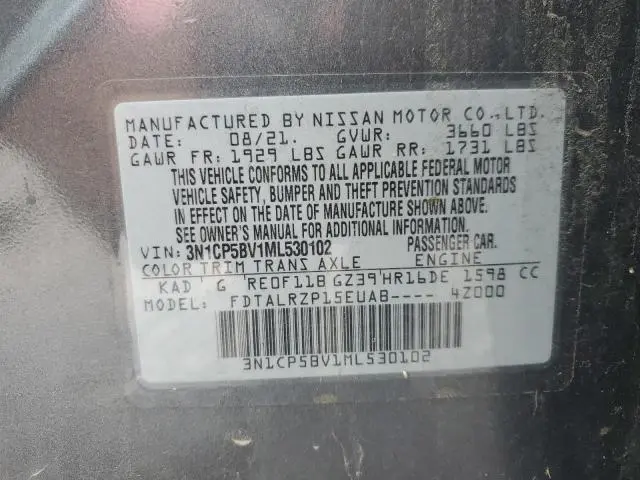 MANUFACTURED BY NISSAN MOTOR CO., LTD.
DATE: 08/21. GVWR: 3660 LBS
GAWR FR: 1929 LBS GAWR RR: 1731 LBS
THIS VEHICLE CONFORMS TO ALL APPLICABLE FEDERAL MOTOR
VEHICLE SAFETY, BUMPER AND THEFT PREVENTION STANDARDS
IN EFFECT ON THE DATE OF MANUFACTURE SHOWN ABOVE.
SEE OWNER'S MANUAL FOR ADDITIONAL INFORMATION.
VIN: 3N1CP5BV1ML530102 PASSENGER CAR.
COLOR TRIM TRANS AXLE ENGINE
KAD G RE0F11B GZ39 HR16DE 1598 CC
MODEL: FDTALRZP15EUAB---- 4Z000
3N1CP5BV1ML530102